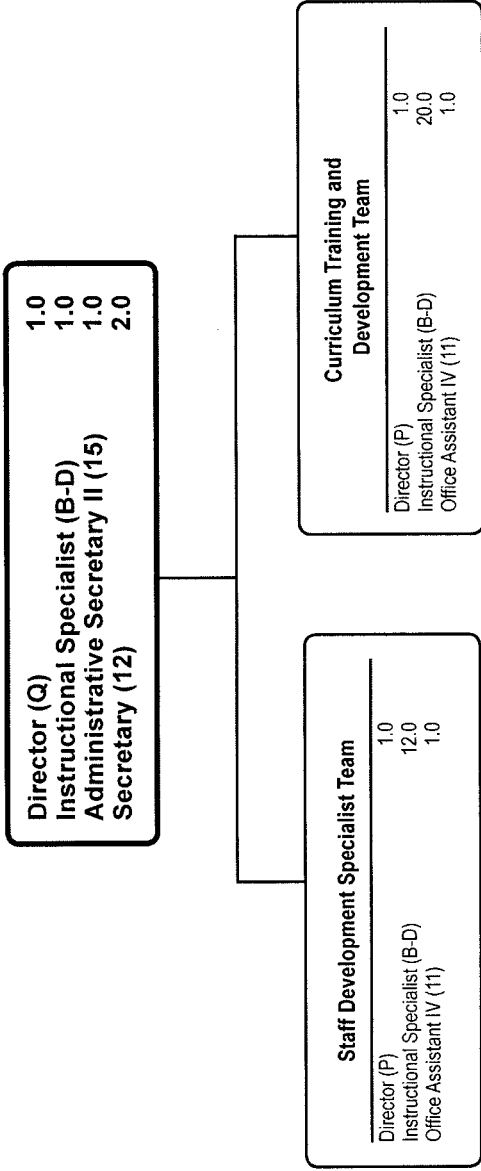 Director (Q) 1.0
Instructional Specialist (B-D) 1.0
Administrative Secretary II (15) 1.0
Secretary (12) 2.0
Staff Development Specialist Team
Director (P) 1.0
Instructional Specialist (B-D) 12.0
Office Assistant IV (11) 1.0
Curriculum Training and
Development Team
Director (P) 1.0
Instructional Specialist (B-D) 20.0
Office Assistant IV (11) 1.0